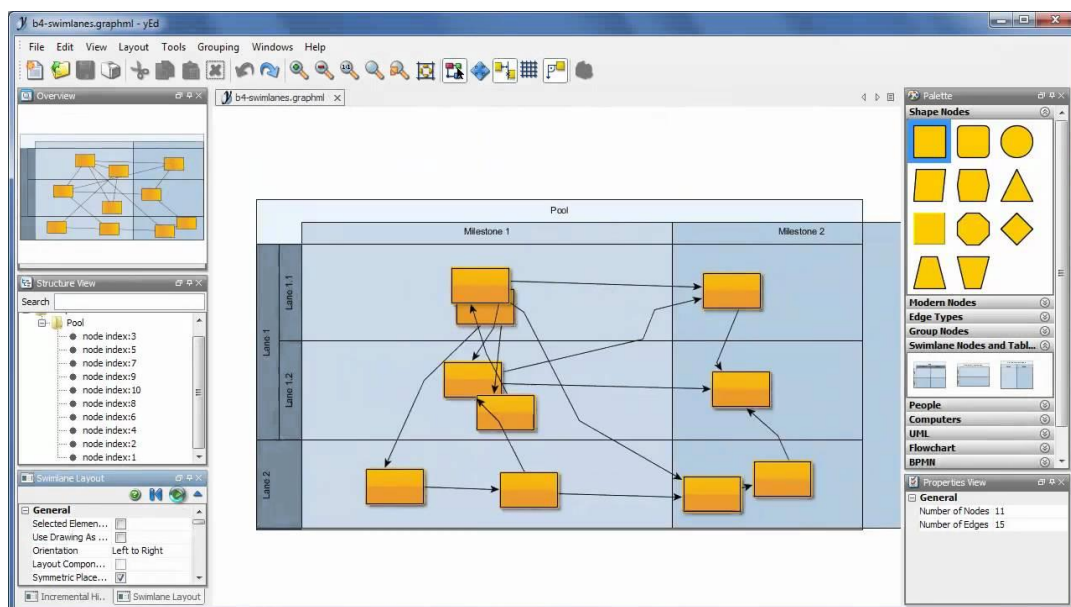 b4-swimlanes.graphml - yEd
File Edit View Layout Tools Grouping Windows Help
Overview
b4-swimlanes.graphml
Palette
Shape Nodes
Modern Nodes
Edge Types
Group Nodes
Swimlane Nodes and Tabl...
People
Computers
UML
Flowchart
BPMN
Structure View
Search
Pool
node index:3
node index:5
node index:7
node index:9
node index:10
node index:8
node index:6
node index:4
node index:2
node index:1
Pool
Milestone 1 Milestone 2
Lane 1
Lane 1.1
Lane 1.2
Lane 2
Swimlane Layout
General
Selected Elemen...
Use Drawing As ...
Orientation Left to Right
Layout Compon...
Symmetric Place...
Incremental Hi... Swimlane Layout
Properties View
General
Number of Nodes 11
Number of Edges 15